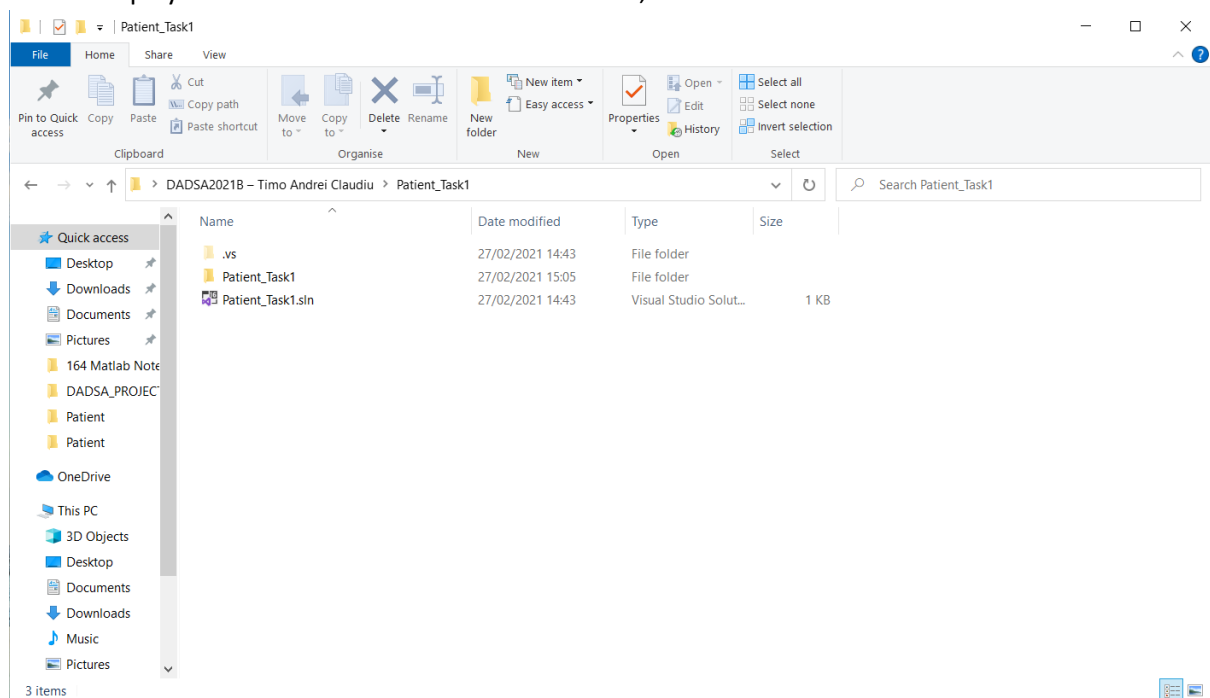 Patient_Task1
File Home Share View
Pin to Quick access
Copy
Paste
Cut
Copy path
Paste shortcut
Clipboard
Move to
Copy to
Delete
Rename
Organise
New folder
New item
Easy access
New
Properties
Open
Edit
History
Open
Select all
Select none
Invert selection
Select
DADSA2021B – Timo Andrei Claudiu > Patient_Task1
Search Patient_Task1
Name Date modified Type Size
.vs 27/02/2021 14:43 File folder
Patient_Task1 27/02/2021 15:05 File folder
Patient_Task1.sln 27/02/2021 14:43 Visual Studio Solut... 1 KB
Quick access
Desktop
Downloads
Documents
Pictures
164 Matlab Note
DADSA_PROJEC
Patient
Patient
OneDrive
This PC
3D Objects
Desktop
Documents
Downloads
Music
Pictures
3 items